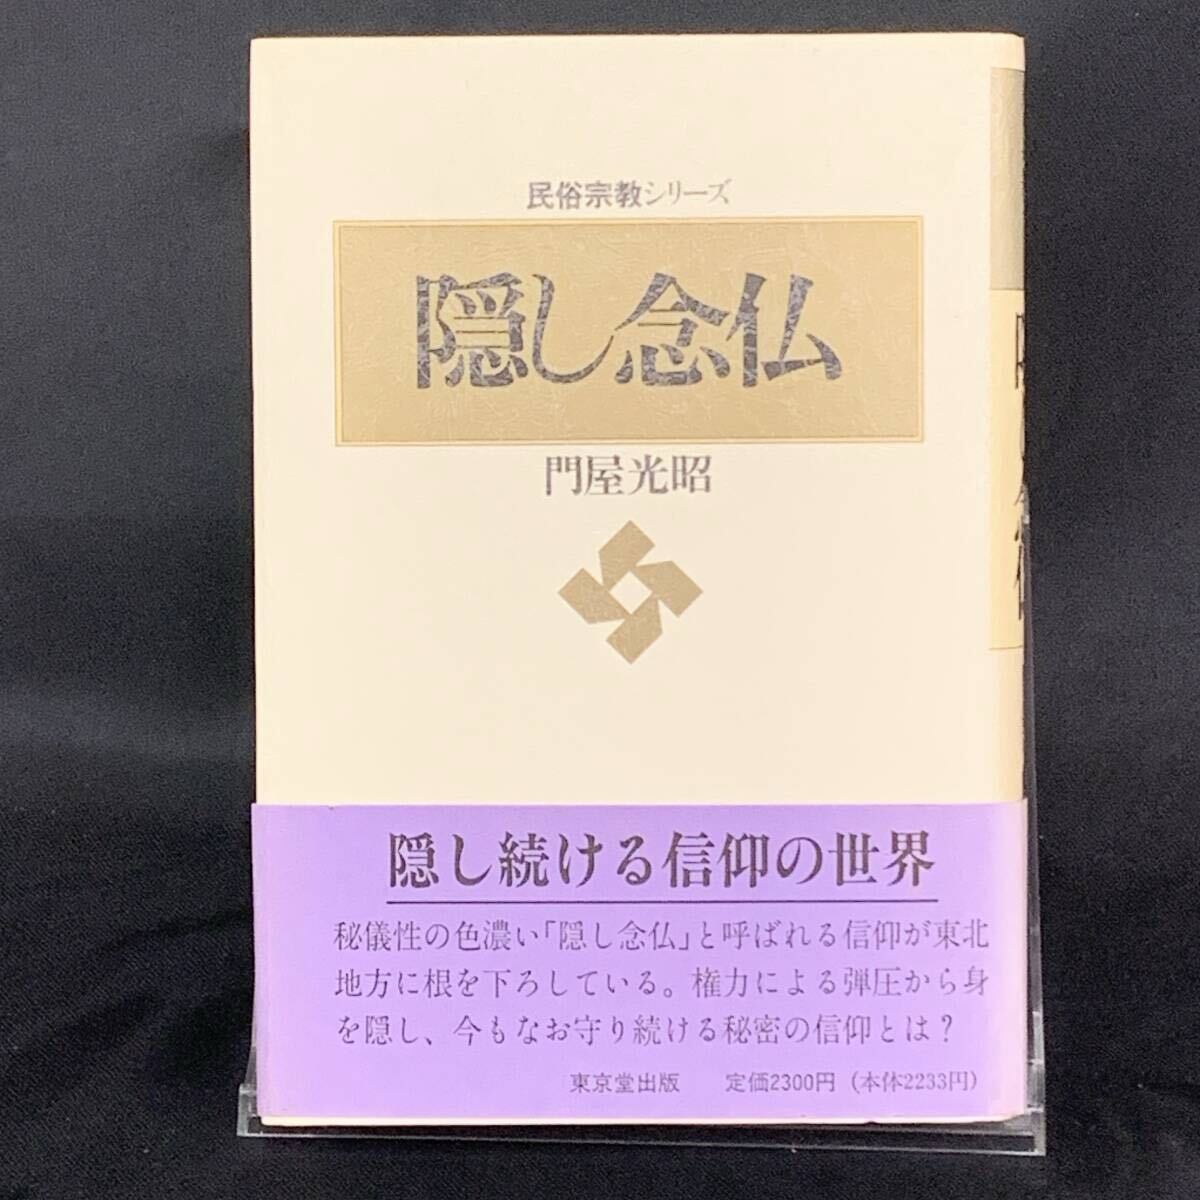 民俗宗教シリーズ
隠し念仏
門屋光昭
隠し続ける信仰の世界
秘儀性の色濃い「隠し念仏」と呼ばれる信仰が東北
地方に根を下ろしている。権力による弾圧から身
を隠し、今もなお守り続ける秘密の信仰とは?
東京堂出版 定価2300円(本体2233円)
隠し念仏